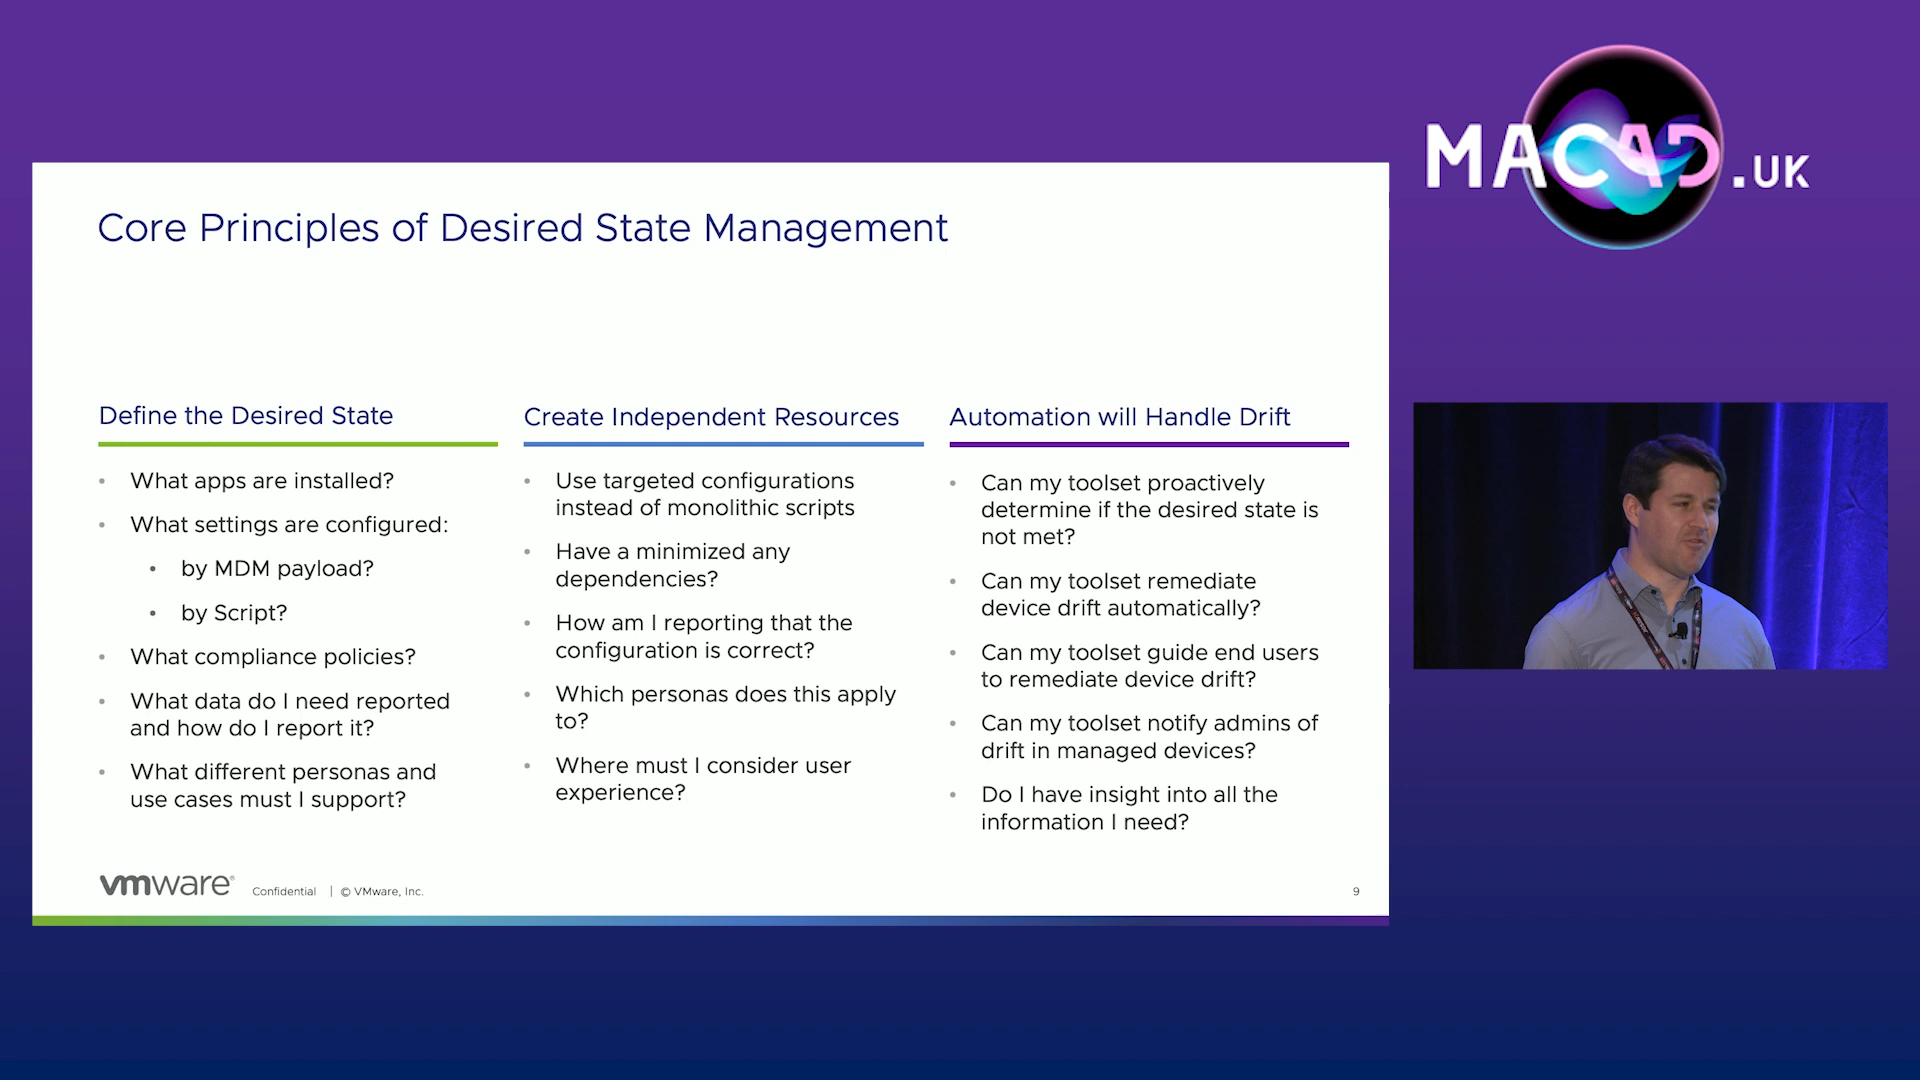 MACAD.UK
Core Principles of Desired State Management
Define the Desired State
• What apps are installed?
• What settings are configured:
• by MDM payload?
• by Script?
• What compliance policies?
• What data do I need reported
and how do I report it?
• What different personas and
use cases must I support?
Create Independent Resources
• Use targeted configurations
instead of monolithic scripts
• Have a minimized any
dependencies?
• How am I reporting that the
configuration is correct?
• Which personas does this apply
to?
• Where must I consider user
experience?
Automation will Handle Drift
• Can my toolset proactively
determine if the desired state is
not met?
• Can my toolset remediate
device drift automatically?
• Can my toolset guide end users
to remediate device drift?
• Can my toolset notify admins of
drift in managed devices?
• Do I have insight into all the
information I need?
vmware® Confidential | © VMware, Inc. 9